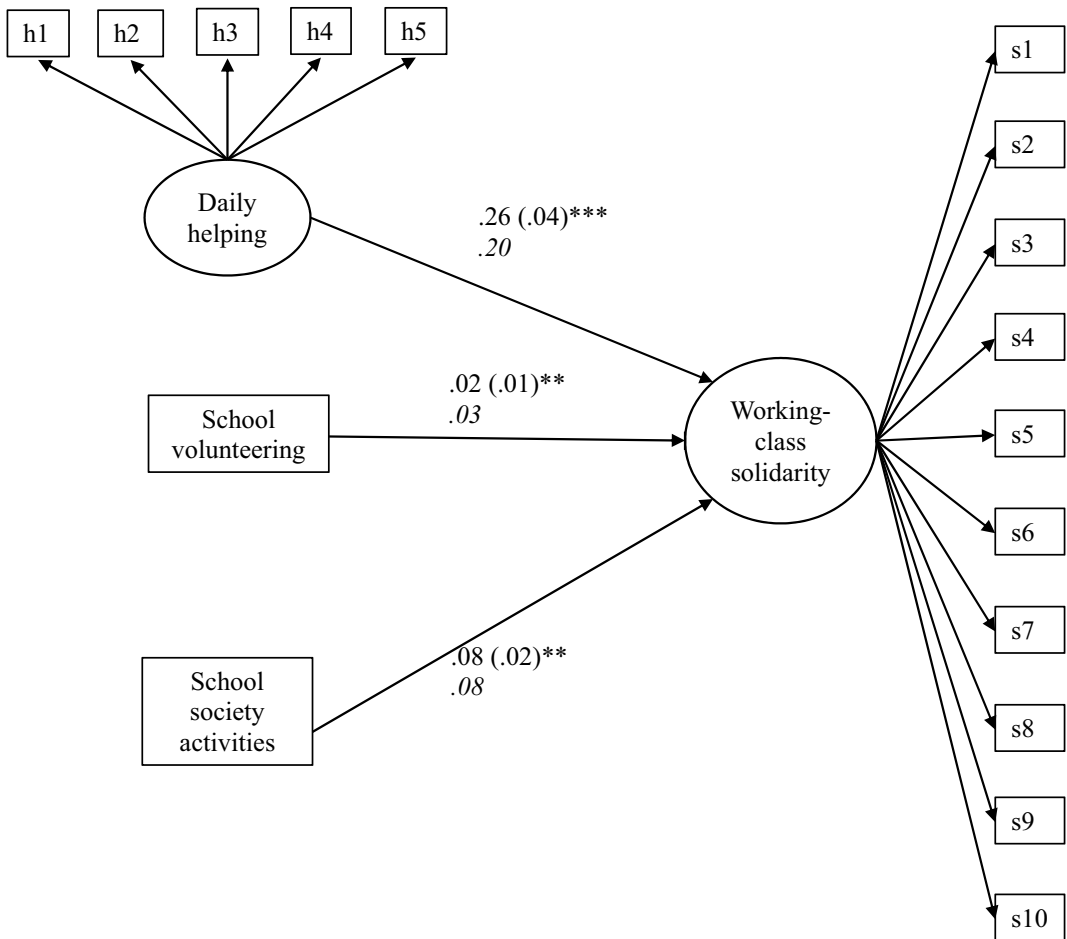 h1
h2
h3
h4
h5
s1
s2
s3
s4
s5
s6
s7
s8
s9
s10
Daily
helping
.26 (.04)***
.20
School
volunteering
.02 (.01)**
.03
Working-
class
solidarity
School
society
activities
.08 (.02)**
.08